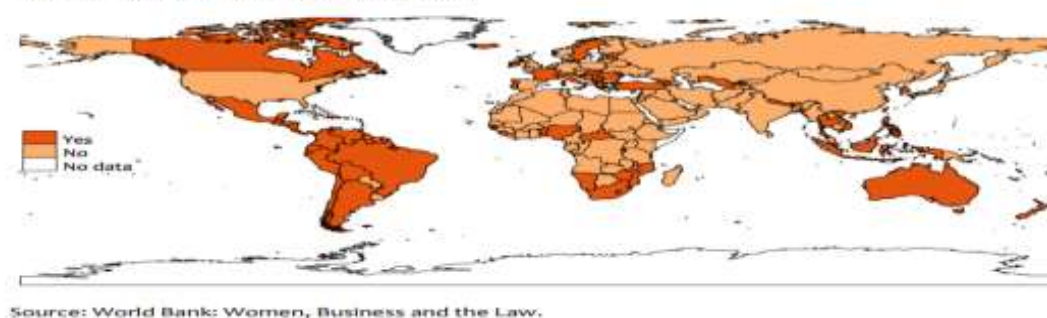 Yes
No
No data
Source: World Bank: Women, Business and the Law.